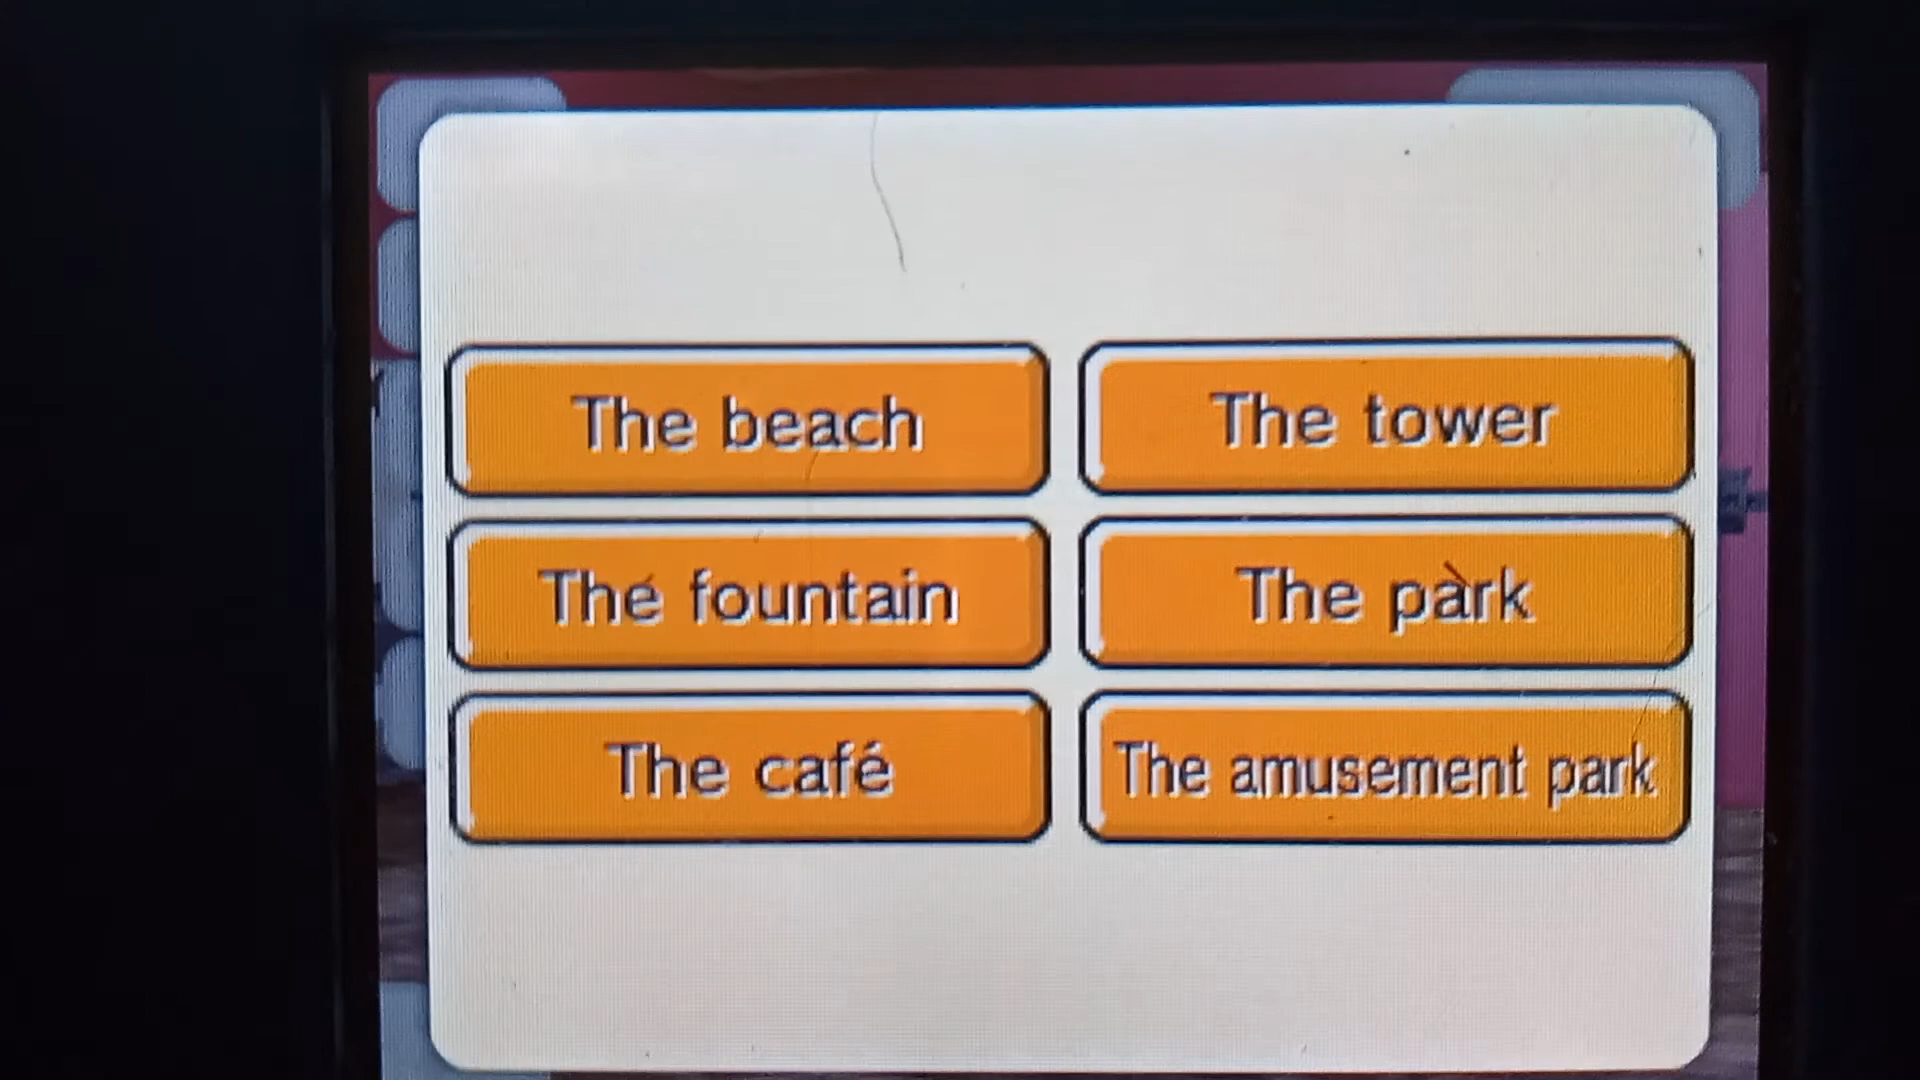 The beach
The tower
The fountain
The park
The café
The amusement park